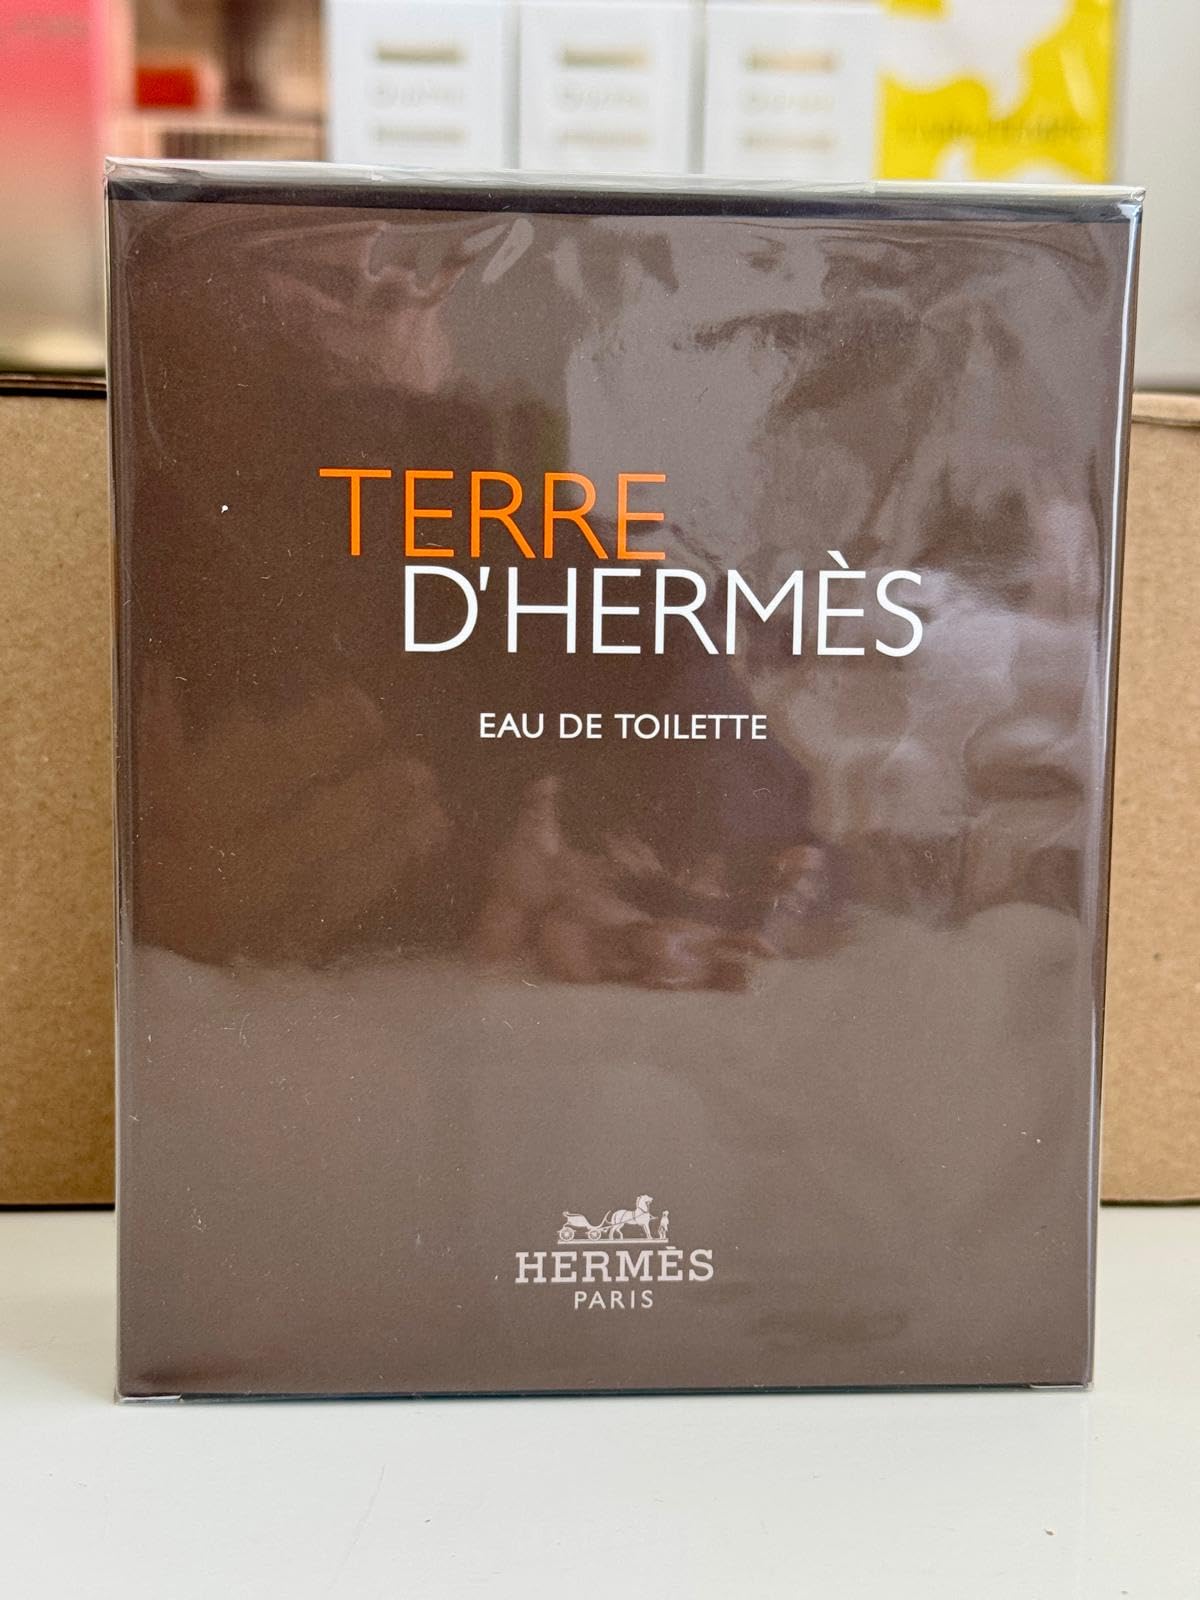 TERRE
D'HERMÈS
EAU DE TOILETTE
HERMÈS
PARIS